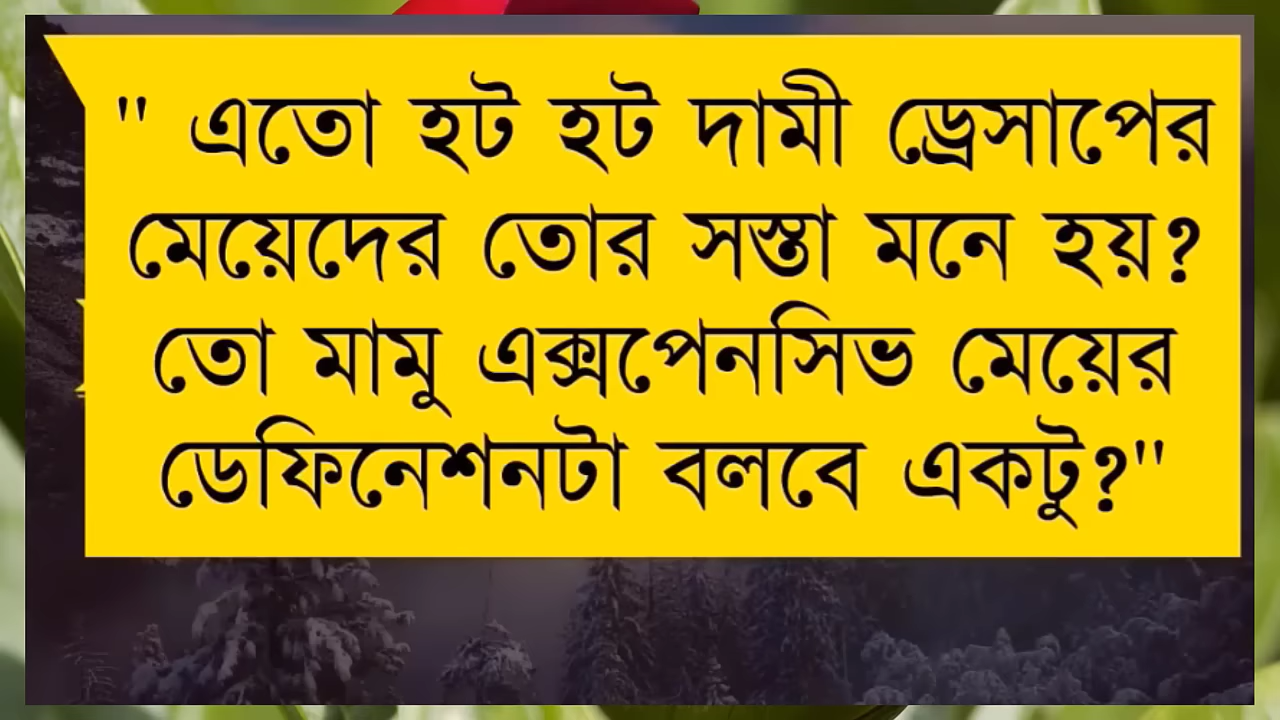 " এতো হট হট দামী ড্রেসাপের
মেয়েদের তোর সস্তা মনে হয়?
তো মামু এক্সপেনসিভ মেয়ের
ডেফিনেশনটা বলবে একটু?"